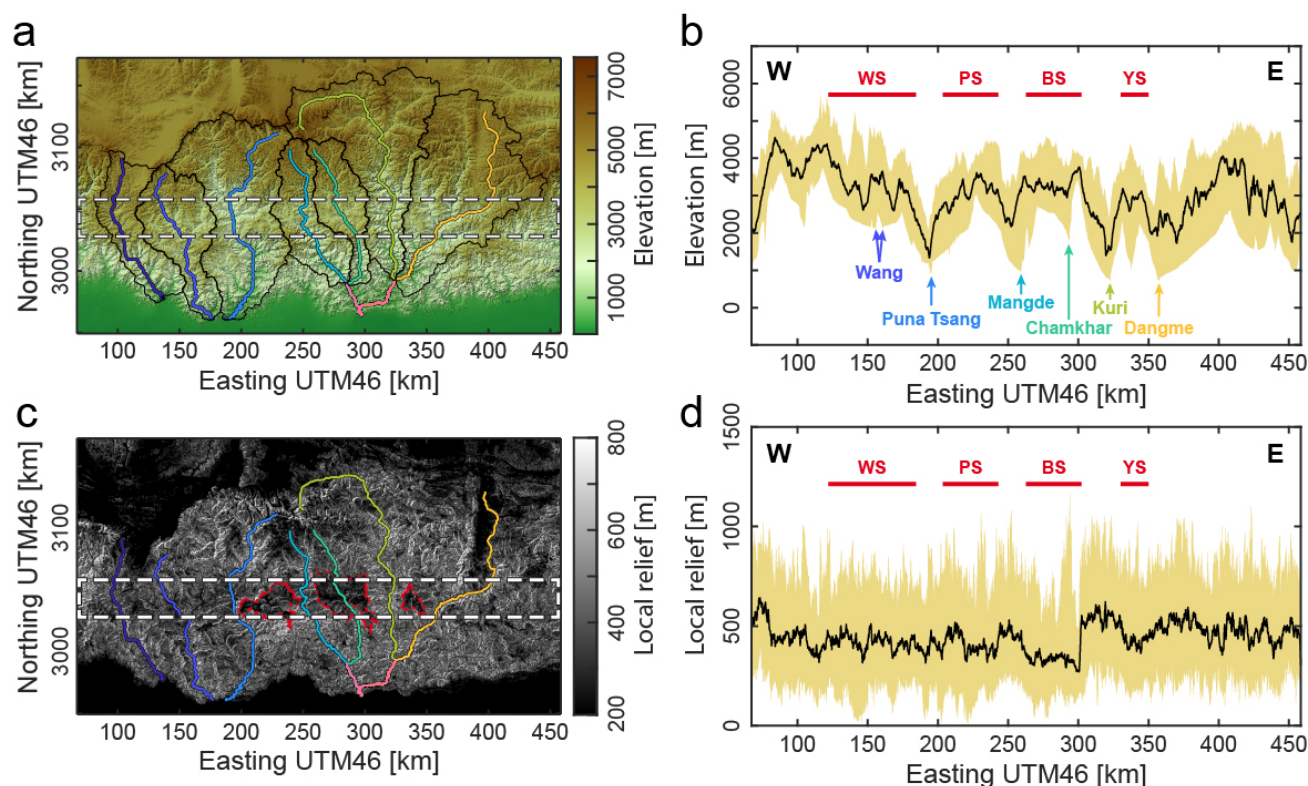 a
Northing UTM46 [km]
3100
3000
100 150 200 250 300 350 400 450
Easting UTM46 [km]
7000
5000
3000
1000
Elevation [m]
b
W
WS
PS
BS
YS
E
Elevation [m]
6000
4000
2000
0
Wang
Puna Tsang
Mangde
Chamkhar
Kuri
Dangme
100 150 200 250 300 350 400 450
Easting UTM46 [km]
c
Northing UTM46 [km]
3100
3000
100 150 200 250 300 350 400 450
Easting UTM46 [km]
800
600
400
200
Local relief [m]
d
W
WS
PS
BS
YS
E
Local relief [m]
1500
1000
500
0
100 150 200 250 300 350 400 450
Easting UTM46 [km]